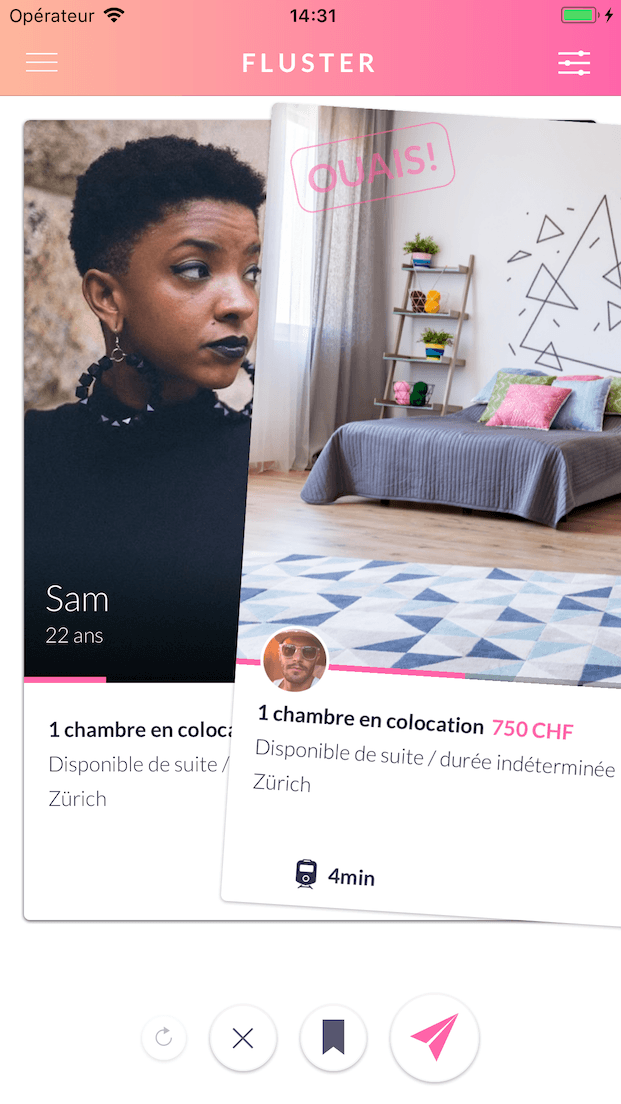 Opérateur 14:31
FLUSTER
OUAIS!
Sam
22 ans
1 chambre en coloca
Disponible de suite /
Zürich
1 chambre en colocation 750 CHF
Disponible de suite / durée indéterminée
Zürich
4min